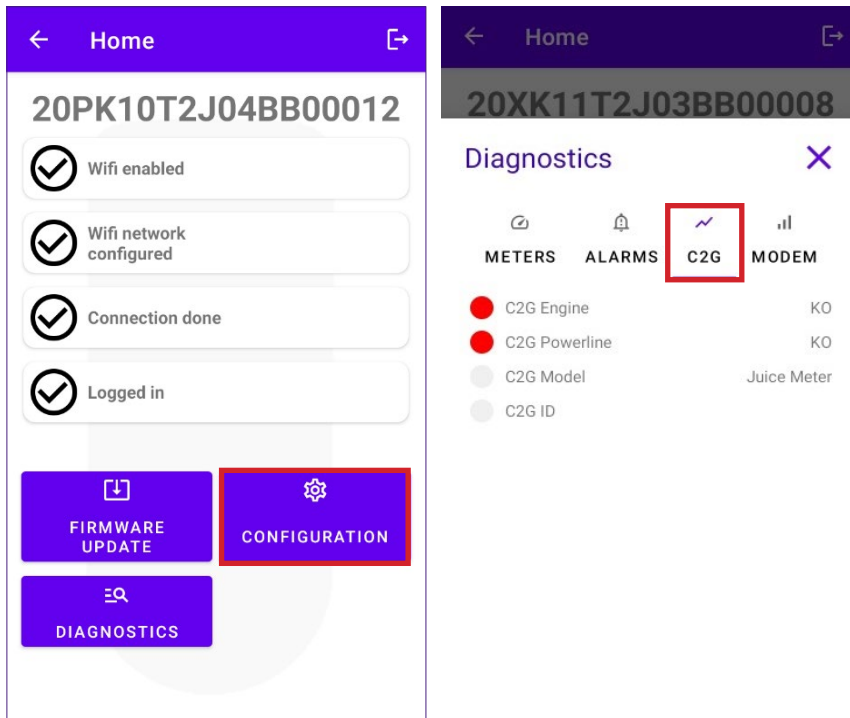 Home
20PK10T2J04BB00012
Wifi enabled
Wifi network
configured
Connection done
Logged in
FIRMWARE
UPDATE
CONFIGURATION
DIAGNOSTICS
Home
20XK11T2J03BB00008
Diagnostics
METERS ALARMS C2G MODEM
C2G Engine KO
C2G Powerline KO
C2G Model Juice Meter
C2G ID